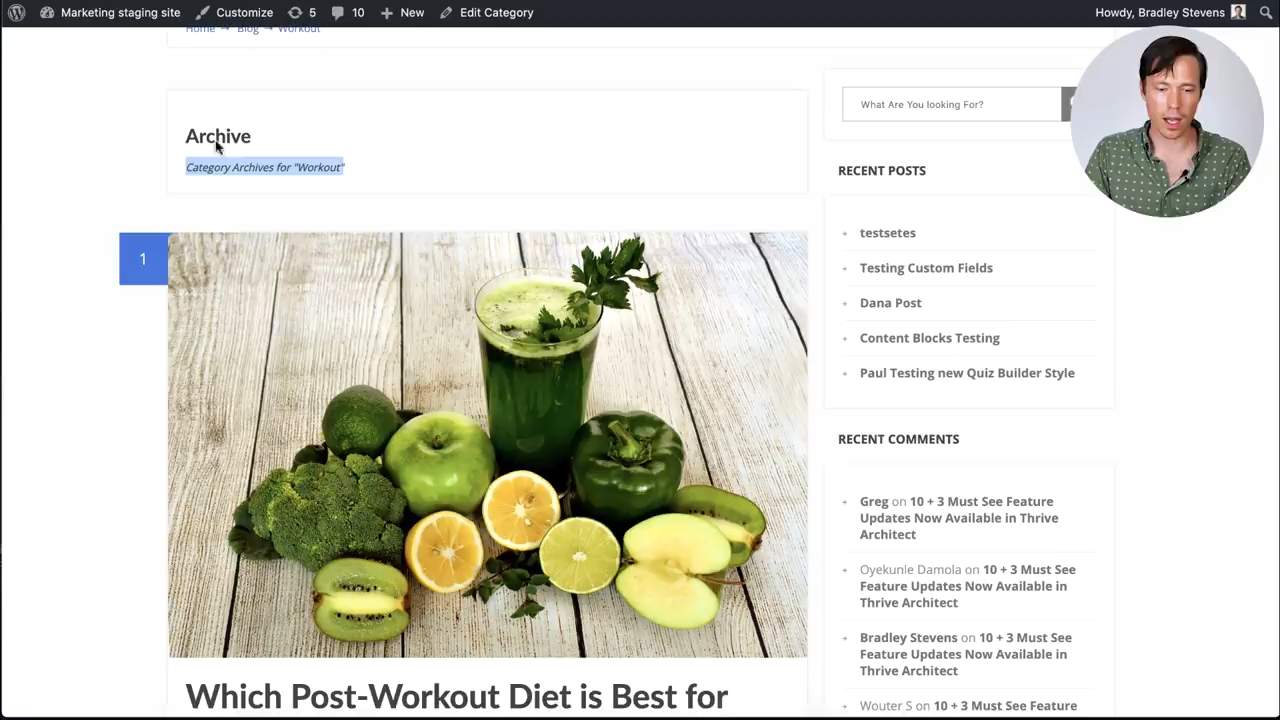 Marketing staging site
Customize
5
10
New
Edit Category
Howdy, Bradley Stevens
Home → Blog → Workout
Archive
Category Archives for "Workout"
1
Which Post-Workout Diet is Best for
What Are You looking For?
RECENT POSTS
testsetes
Testing Custom Fields
Dana Post
Content Blocks Testing
Paul Testing new Quiz Builder Style
RECENT COMMENTS
Greg on 10 + 3 Must See Feature
Updates Now Available in Thrive
Architect
Oyekunle Damola on 10 + 3 Must See
Feature Updates Now Available in
Thrive Architect
Bradley Stevens on 10 + 3 Must See
Feature Updates Now Available in
Thrive Architect
Wouter S on 10 + 3 Must See Feature